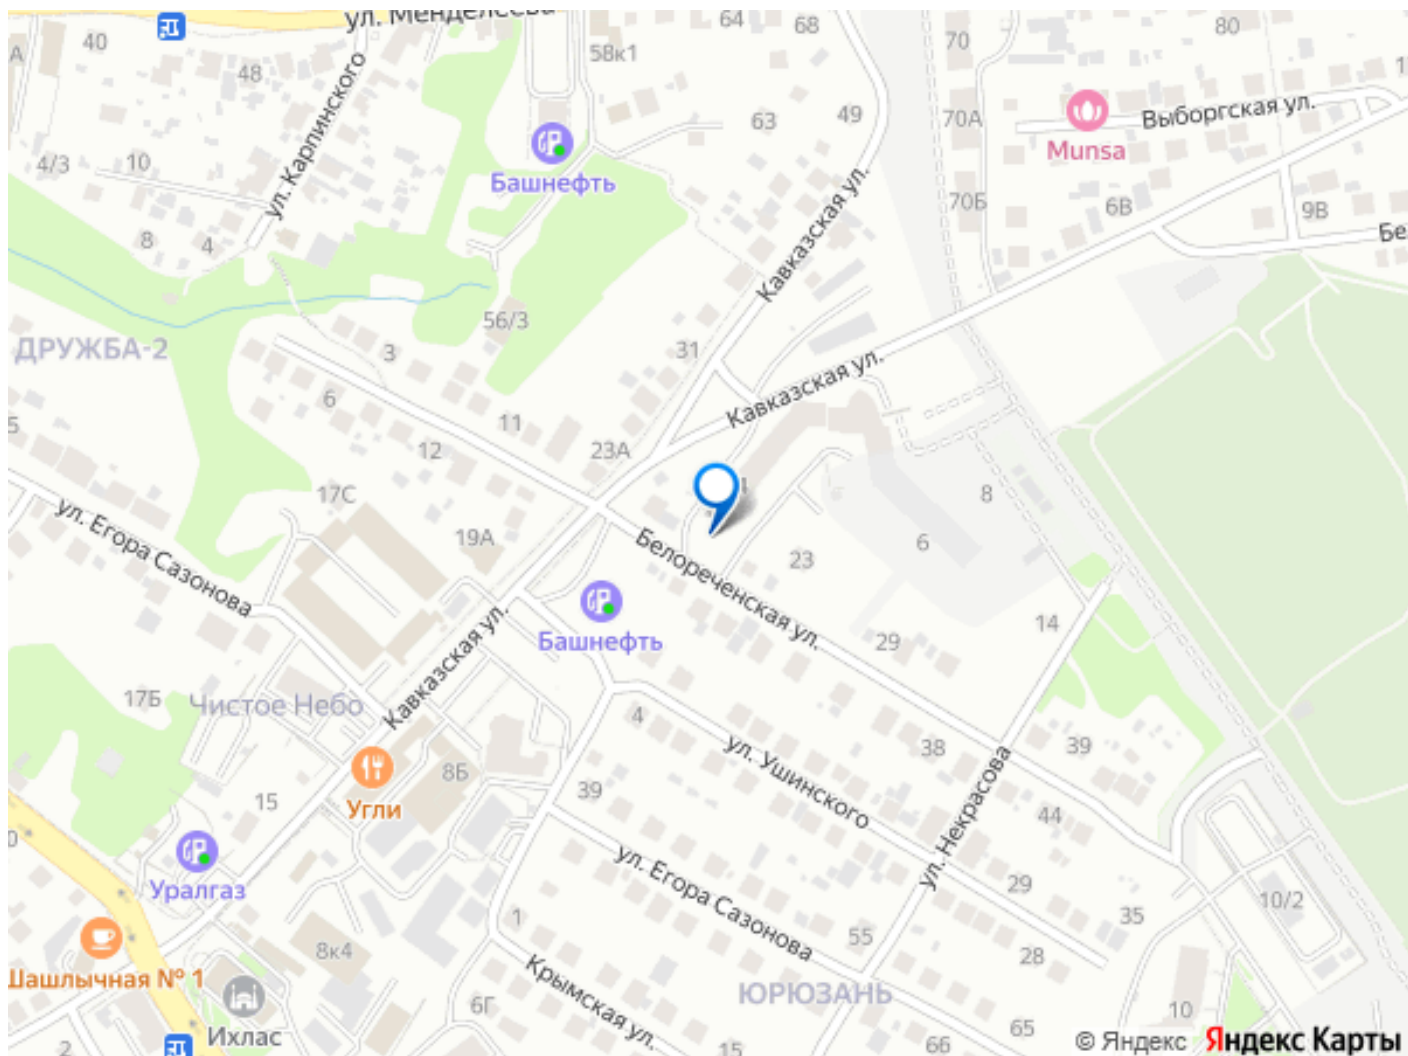 ул. Менделеева
64
68
70
80
40
48
58к1
49
63
70А
Выборгская ул.
Munsa
4/3
10
ул. Карпинского
Башнефть
Кавказская ул.
70Б
6В
9В
Бе
8
4
56/3
ДРУЖБА-2
3
31
Кавказская ул.
6
11
12
23А
5
17С
8
ул. Егора Сазонова
19А
Белореченская ул.
23
6
Башнефть
Кавказская ул.
14
29
17Б
Чистое Небо
4
ул. Ушинского
38
39
8Б
39
ул. Некрасова
15
Угли
44
Уралгаз
ул. Егора Сазонова
29
35
10/2
1
55
8к4
28
Шашлычная № 1
Крымская ул.
ЮРЮЗАНЬ
6Г
10
Ихлас
65
2
15
66
© Яндекс Яндекс Карты